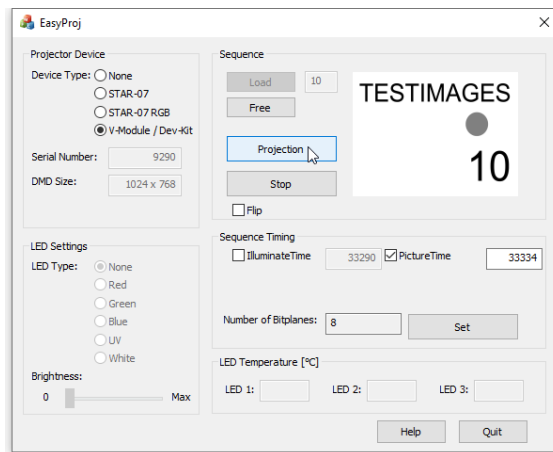 EasyProj
Projector Device
Device Type:
None
STAR-07
STAR-07 RGB
V-Module / Dev-Kit
Serial Number: 9290
DMD Size: 1024 x 768
Sequence
Load 10
Free
Projection
Stop
Flip
TESTIMAGES
10
LED Settings
LED Type:
None
Red
Green
Blue
UV
White
Brightness:
0 Max
Sequence Timing
IlluminateTime 33290 PictureTime 33334
Number of Bitplanes: 8 Set
LED Temperature [°C]
LED 1: LED 2: LED 3:
Help Quit